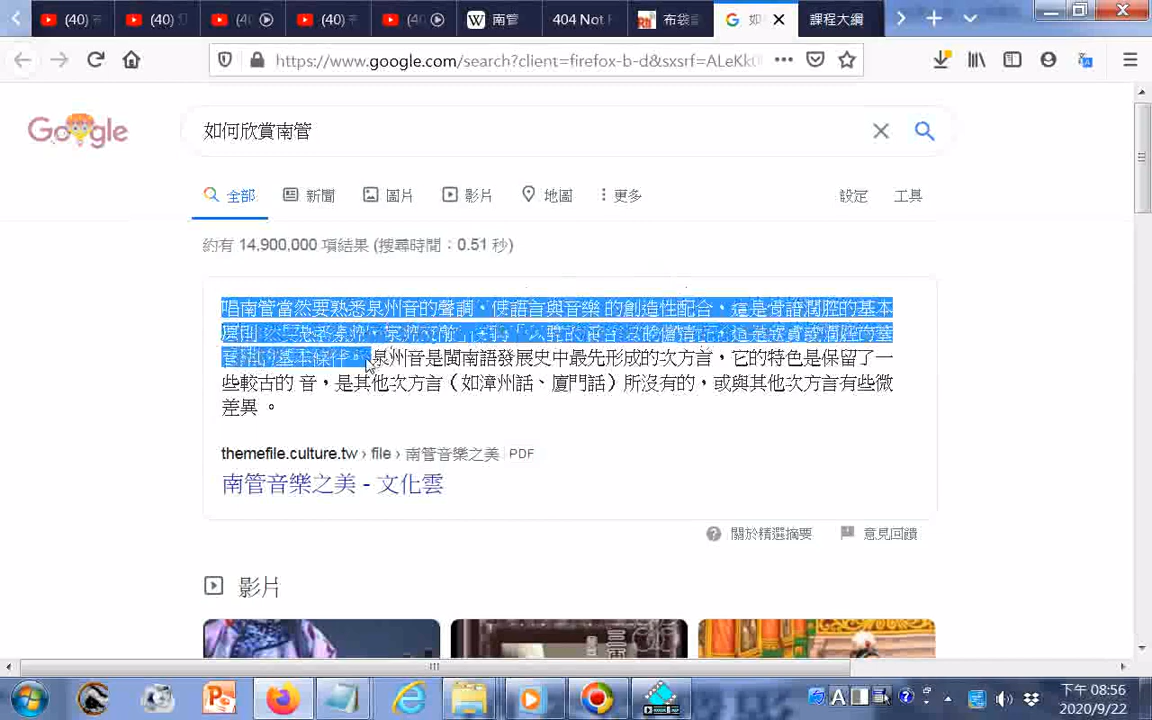 (40)
(40)
(40)
(40)
(40)
南管
404 Not F
布袋
如
課程大綱
https://www.google.com/search?client=firefox-b-d&sxsrf=ALeKk
Google
如何欣賞南管
全部
新聞
圖片
影片
地圖
更多
設定
工具
約有 14,900,000 項結果 (搜尋時間：0.51 秒)
唱南管當然要熟悉泉州音的聲調、使語音與音樂 的創造性配合，這是骨譜潤腔的基本
泉州音是閩南語發展史中最先形成的次方言，它的特色是保留了一
些較古的 音，是其他次方言（如漳州話、廈門話）所沒有的，或與其他次方言有些微
差異 。
themefile.culture.tw › file › 南管音樂之美 PDF
南管音樂之美 - 文化雲
關於精選摘要
意見回饋
影片
下午 08:56
2020/9/22